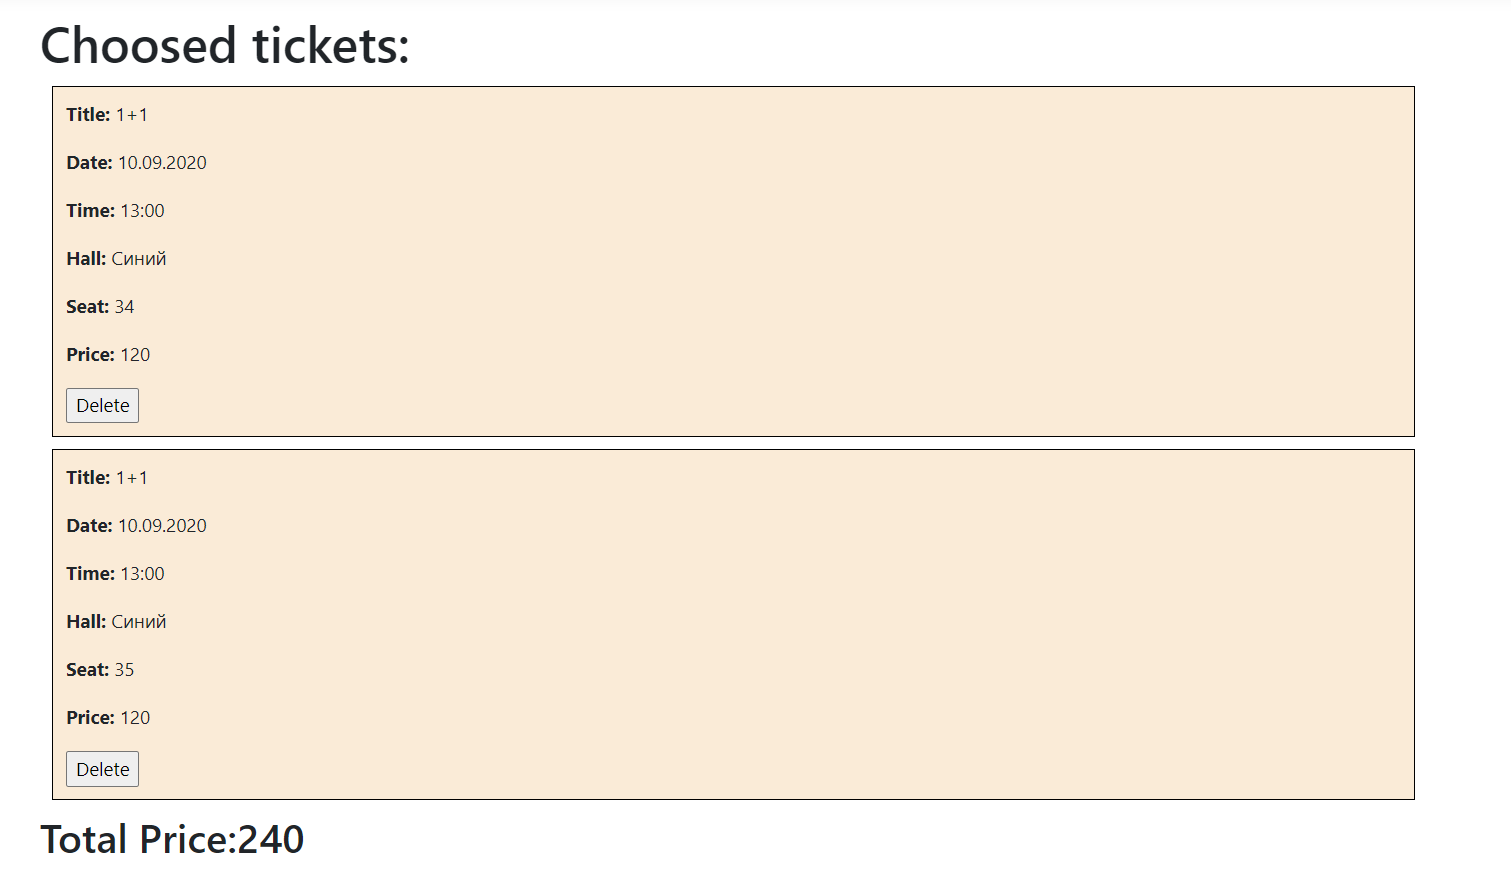 Choosed tickets:
Title: 1+1
Date: 10.09.2020
Time: 13:00
Hall: Синий
Seat: 34
Price: 120
Delete
Title: 1+1
Date: 10.09.2020
Time: 13:00
Hall: Синий
Seat: 35
Price: 120
Delete
Total Price:240